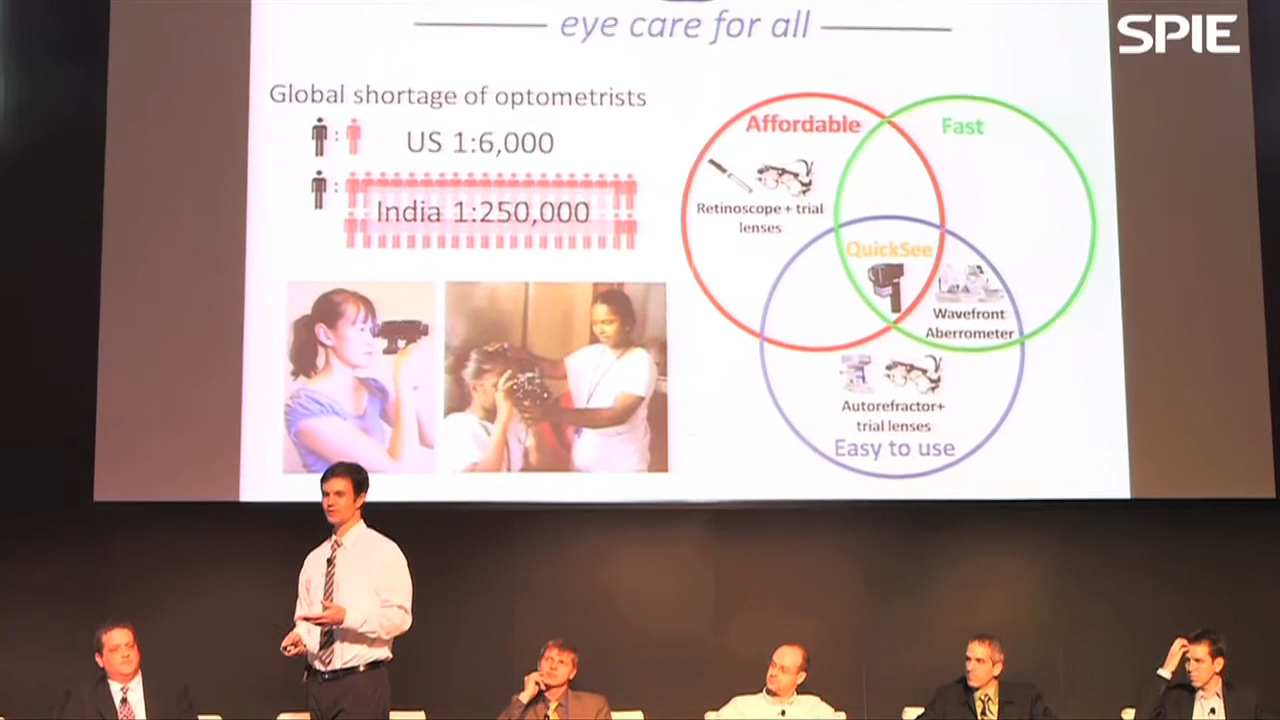 SPIE
eye care for all
Global shortage of optometrists
US 1:6,000
India 1:250,000
Affordable
Fast
Retinoscope + trial
lenses
QuickSee
Wavefront
Aberrometer
Autorefractor+
trial lenses
Easy to use